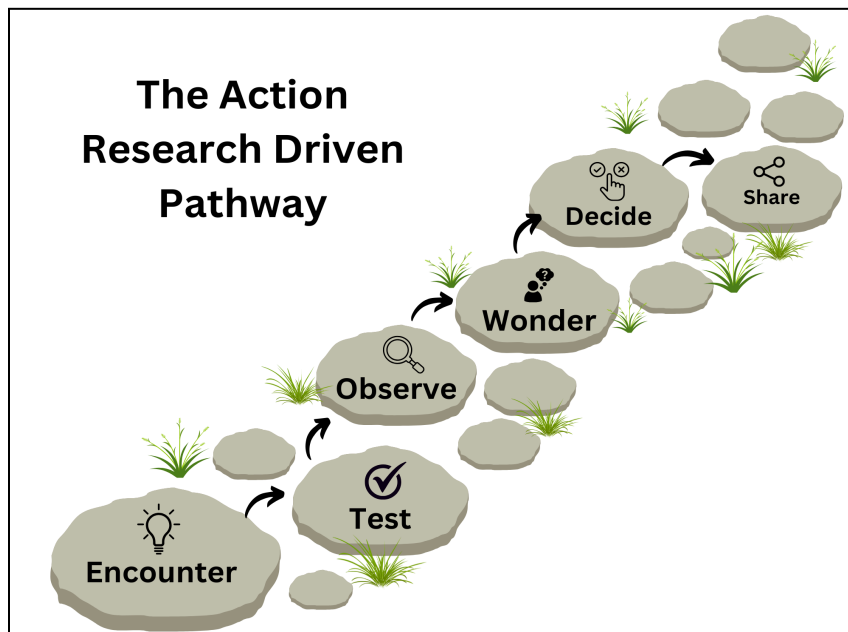 The Action
Research Driven
Pathway
Encounter
Test
Observe
Wonder
?
Decide
Share